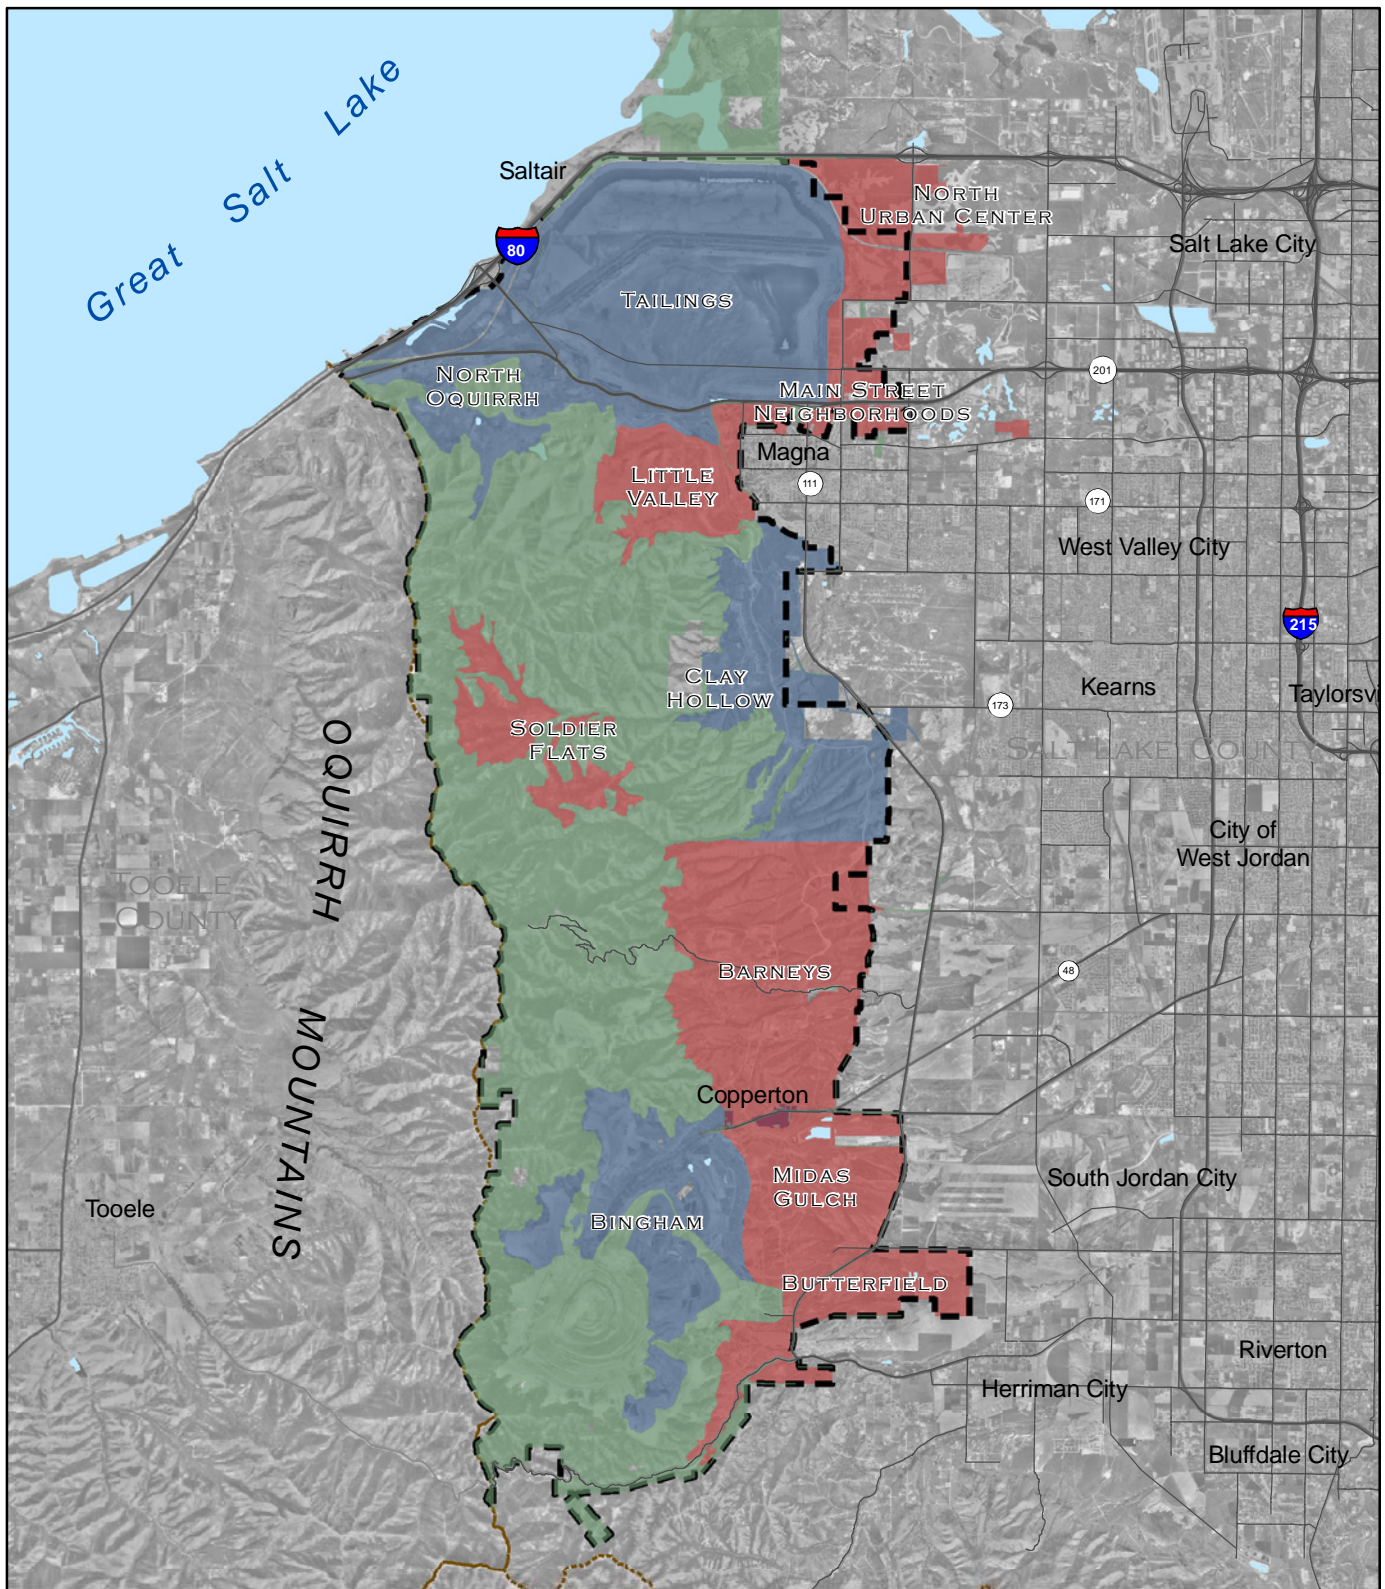 Great Salt Lake
Saltair
80
NORTH
URBAN CENTER
Salt Lake City
TAILINGS
NORTH
OQUIRRH
201
MAIN STREET
NEIGHBORHOODS
Magna
LITTLE
VALLEY
111
171
West Valley City
215
CLAY
HOLLOW
Kearns
Taylorsvi
173
SOLDIER
FLATS
LT LAKE CO
OQUIRRH
MOUNTAINS
City of
West Jordan
TOOELE
COUNTY
BARNEYS
48
Copperton
MIDAS
GULCH
South Jordan City
Tooele
BINGHAM
BUTTERFIELD
Riverton
Herriman City
Bluffdale City